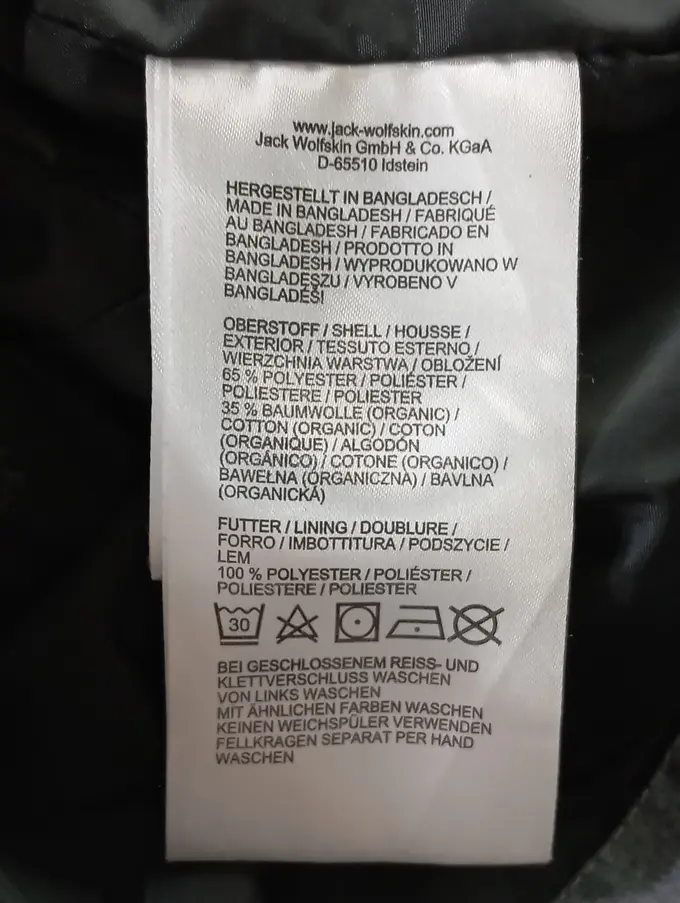 www.jack-wolfskin.com
Jack Wolfskin GmbH & Co. KGaA
D-65510 Idstein
HERGESTELLT IN BANGLADESCH /
MADE IN BANGLADESH / FABRIQUÉ
AU BANGLADESH / FABRICADO EN
BANGLADESH / PRODOTTO IN
BANGLADESH / WYPRODUKOWANO W
BANGLADESZU / VYROBENO V
BANGLADÉŠI
OBERSTOFF / SHELL / HOUSSE /
EXTERIOR / TESSUTO ESTERNO /
WIERZCHNIA WARSTWA / OBLOŽENÍ
65 % POLYESTER / POLIÉSTER /
POLIESTERE / POLIESTER
35 % BAUMWOLLE (ORGANIC) /
COTTON (ORGANIC) / COTON
(ORGANIQUE) / ALGODÓN
(ORGÁNICO) / COTONE (ORGANICO) /
BAWEŁNA (ORGANICZNA) / BAVLNA
(ORGANICKÁ)
FUTTER / LINING / DOUBLURE /
FORRO / IMBOTTITURA / PODSZYCIE /
LEM
100 % POLYESTER / POLIÉSTER /
POLIESTERE / POLIESTER
30
BEI GESCHLOSSENEM REISS- UND
KLETTVERSCHLUSS WASCHEN
VON LINKS WASCHEN
MIT ÄHNLICHEN FARBEN WASCHEN
KEINEN WEICHSPÜLER VERWENDEN
FELLKRAGEN SEPARAT PER HAND
WASCHEN